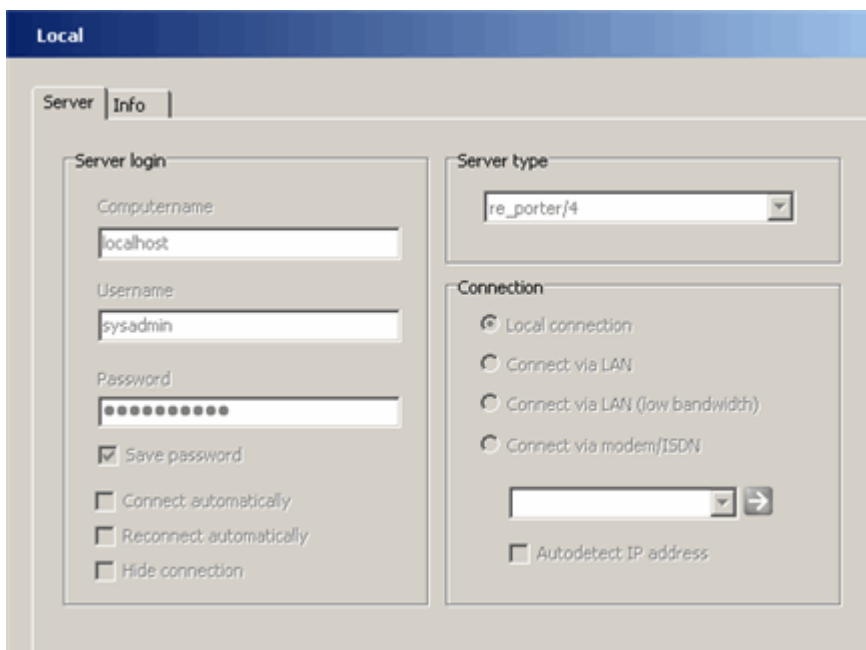 Local
Server
Info
Server login
Computername
localhost
Username
sysadmin
Password
●●●●●●●●●●
Save password
Connect automatically
Reconnect automatically
Hide connection
Server type
re_porter/4
Connection
Local connection
Connect via LAN
Connect via LAN (low bandwidth)
Connect via modem/ISDN
Autodetect IP address